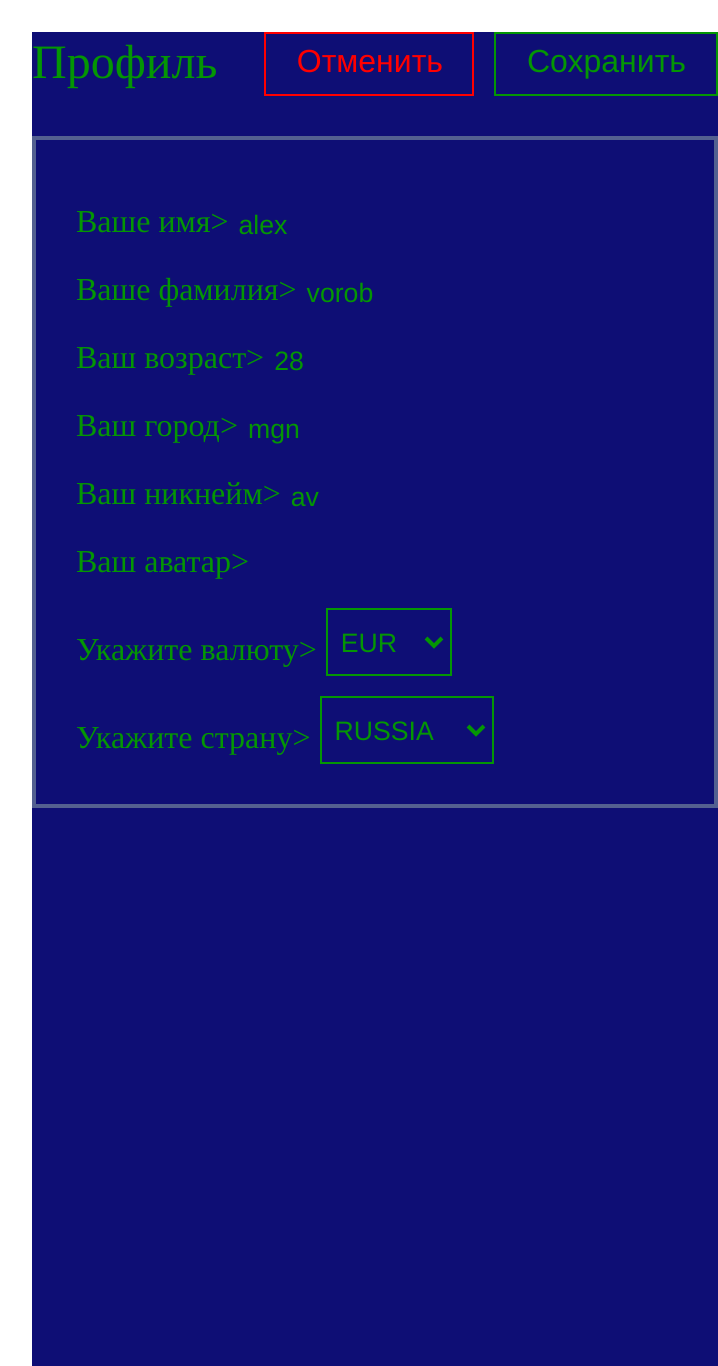 Профиль Отменить Сохранить
Ваше имя> alex
Ваше фамилия> vorob
Ваш возраст> 28
Ваш город> mgn
Ваш никнейм> av
Ваш аватар>
Укажите валюту> EUR
Укажите страну> RUSSIA